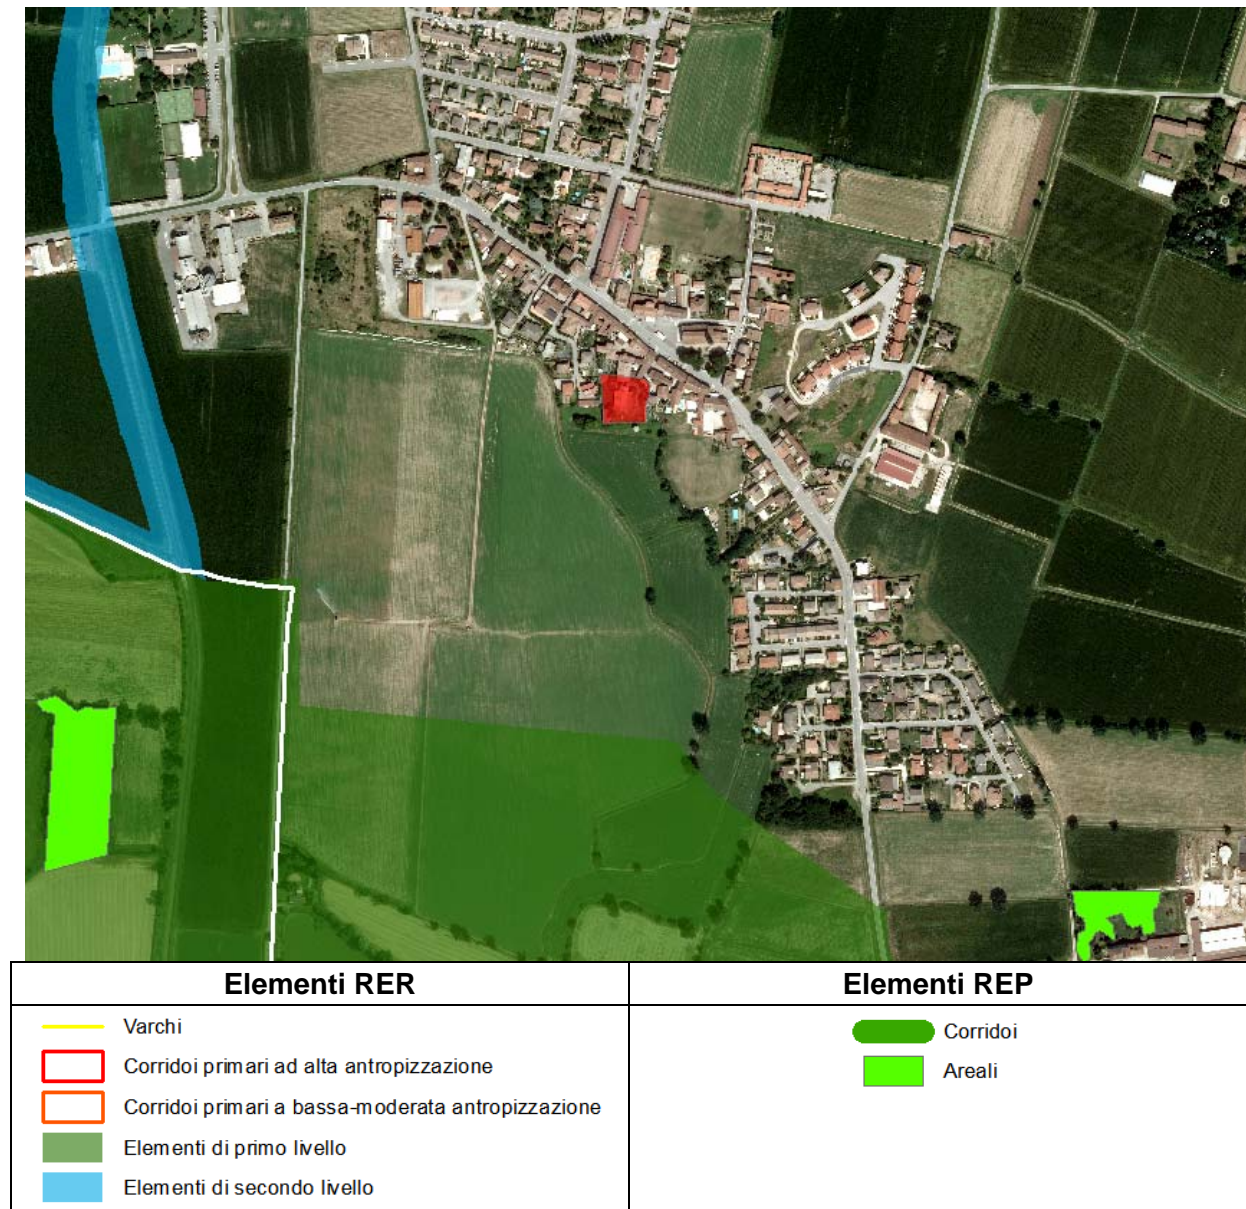 Elementi RER
Elementi REP
Varchi
Corridoi primari ad alta antropizzazione
Corridoi primari a bassa-moderata antropizzazione
Elementi di primo livello
Elementi di secondo livello
Corridoi
Areali